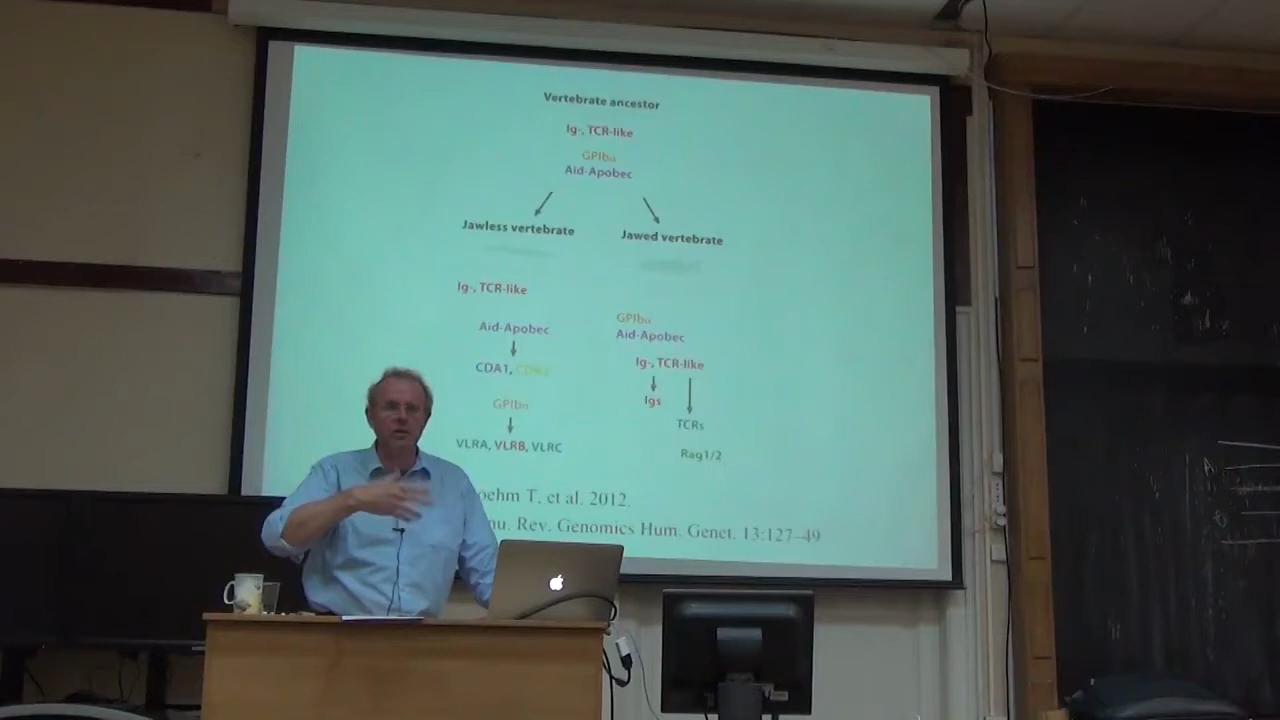 Vertebrate ancestor
Ig-, TCR-like
GPIbα
Aid-Apobec
Jawless vertebrate
Jawed vertebrate
Ig-, TCR-like
Aid-Apobec
CDA1,
GPIbα
VLRA, VLRB, VLRC
GPIbα
Aid-Apobec
Ig-, TCR-like
Igs
TCRs
Rag1/2
oehm T. et al. 2012.
nu. Rev. Genomics Hum. Genet. 13:127–49